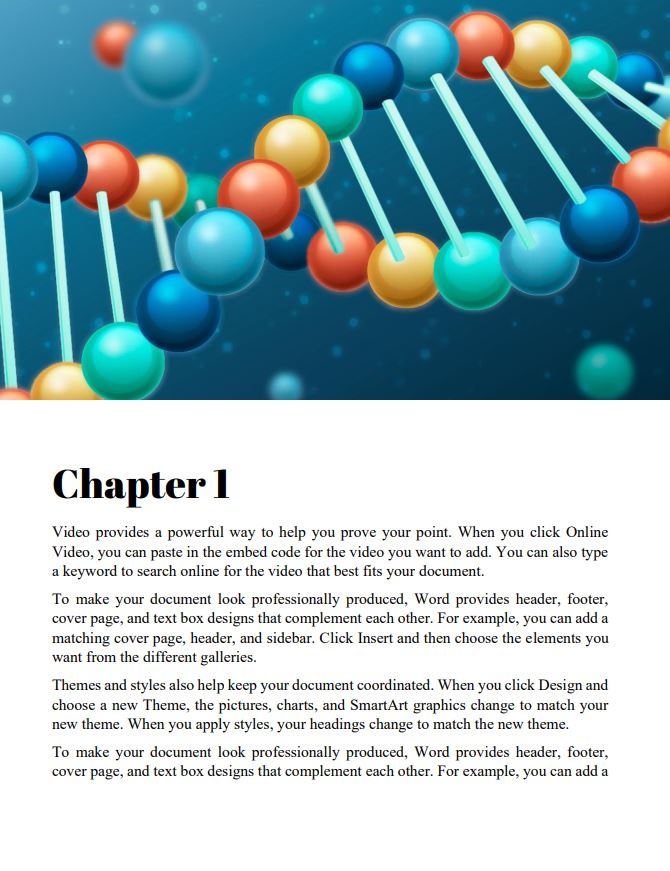 Chapter 1
Video provides a powerful way to help you prove your point. When you click Online
Video, you can paste in the embed code for the video you want to add. You can also type
a keyword to search online for the video that best fits your document.
To make your document look professionally produced, Word provides header, footer,
cover page, and text box designs that complement each other. For example, you can add a
matching cover page, header, and sidebar. Click Insert and then choose the elements you
want from the different galleries.
Themes and styles also help keep your document coordinated. When you click Design and
choose a new Theme, the pictures, charts, and SmartArt graphics change to match your
new theme. When you apply styles, your headings change to match the new theme.
To make your document look professionally produced, Word provides header, footer,
cover page, and text box designs that complement each other. For example, you can add a